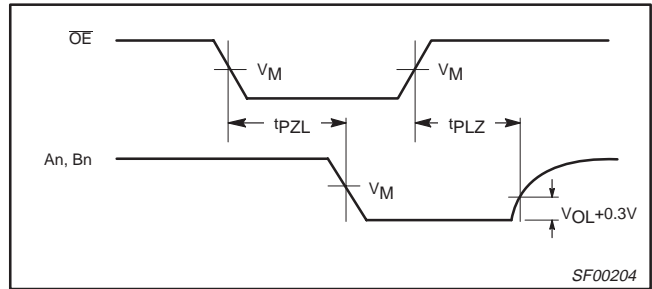 OE
VM
VM
tPZL
tPLZ
An, Bn
VM
VOL+0.3V
SF00204